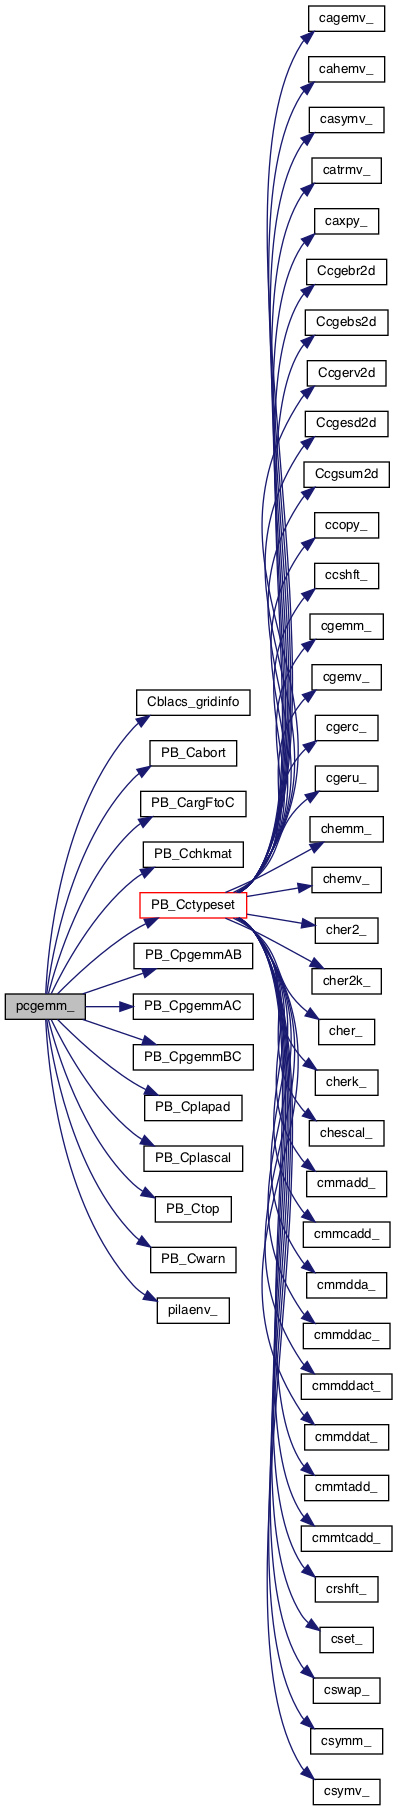 cagemv_
cahemv_
casymv_
catrmv_
caxpy_
Ccgebr2d
Ccgebs2d
Ccgerv2d
Ccgesd2d
Ccgsum2d
ccopy_
ccshft_
cgemm_
cgemv_
cgerc_
cgeru_
chemm_
chemv_
cher2_
cher2k_
cher_
cherk_
chescal_
cmmadd_
cmmcadd_
cmmdda_
cmmddac_
cmmddact_
cmmddat_
cmmtadd_
cmmtcadd_
crshft_
cset_
cswap_
csymm_
csymv_
Cblacs_gridinfo
PB_Cabort
PB_CargFtoC
PB_Cchkmat
PB_Cctypeset
PB_CpgemmAB
PB_CpgemmAC
PB_CpgemmBC
PB_Cplapad
PB_Cplascal
PB_Ctop
PB_Cwarn
pilaenv_
pcgemm_